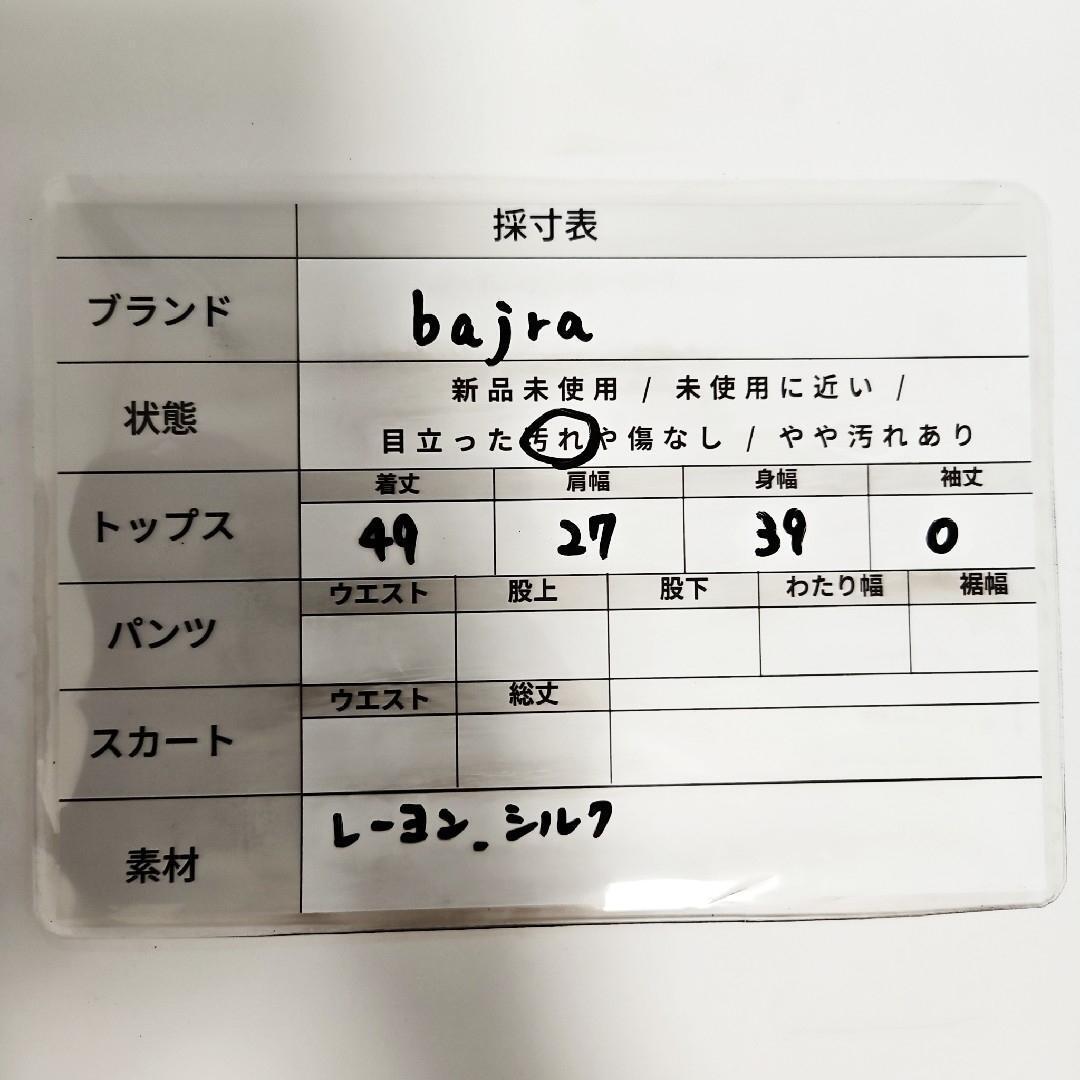 採寸表
ブランド bajra
状態 新品未使用 / 未使用に近い /
目立った汚れや傷なし / やや汚れあり
トップス 着丈 肩幅 身幅 袖丈
49 27 39 0
パンツ ウエスト 股上 股下 わたり幅 裾幅
スカート ウエスト 総丈
素材 レーヨン.シルク